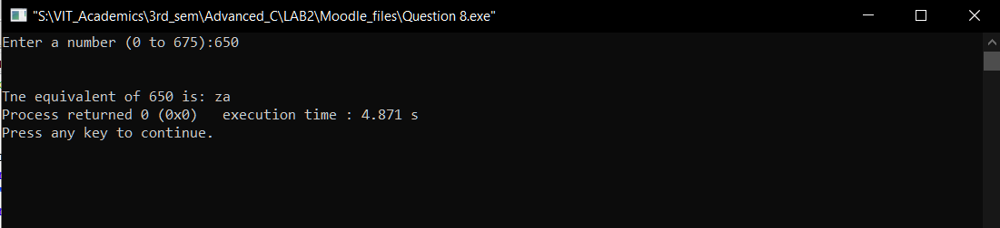 "S:\VIT_Academics\3rd_sem\Advanced_C\LAB2\Moodle_files\Question 8.exe"
Enter a number (0 to 675):650
Tne equivalent of 650 is: za
Process returned 0 (0x0)   execution time : 4.871 s
Press any key to continue.